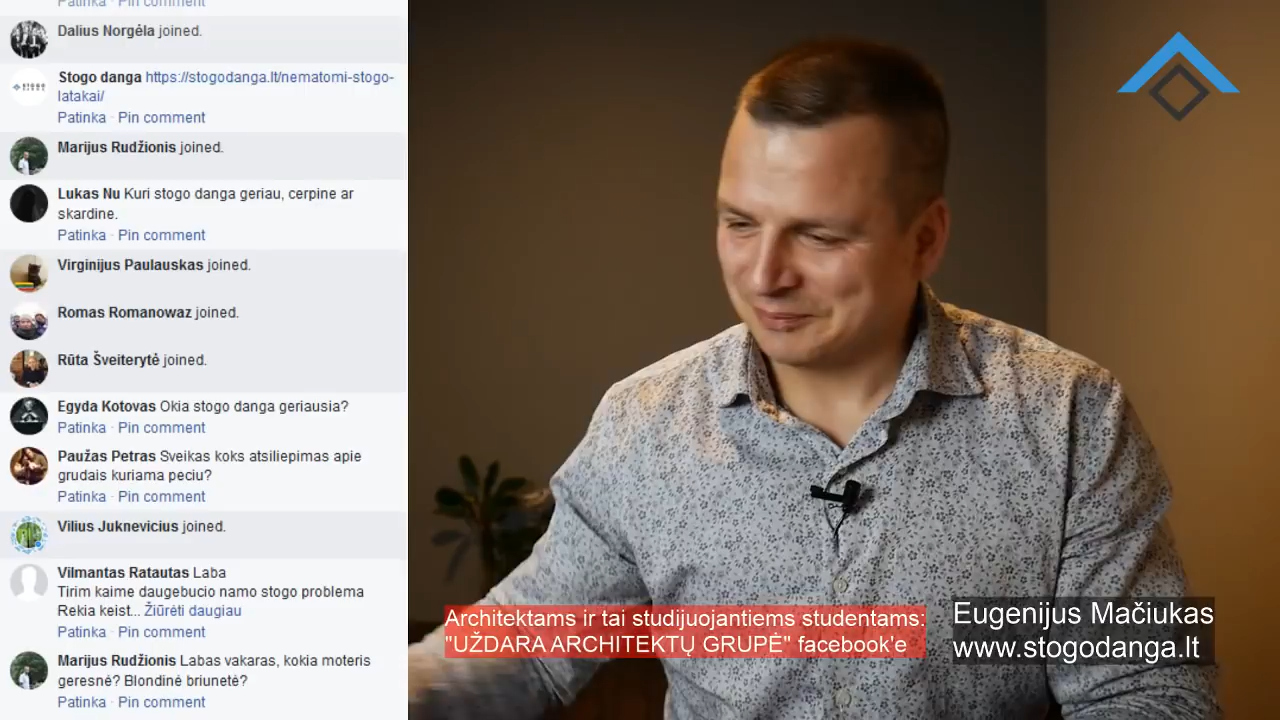 Patinka · Pin comment
Dalius Norgėla joined.
Stogo danga https://stogodanga.lt/nematomi-stogo-
latakai/
Patinka · Pin comment
Marijus Rudžionis joined.
Lukas Nu Kuri stogo danga geriau, cerpine ar
skardine.
Patinka · Pin comment
Virginijus Paulauskas joined.
Romas Romanowaz joined.
Rūta Šveiterytė joined.
Egyda Kotovas Okia stogo danga geriausia?
Patinka · Pin comment
Paužas Petras Sveikas koks atsiliepimas apie
grudais kuriama peciu?
Patinka · Pin comment
Vilius Juknevicius joined.
Vilmantas Ratautas Laba
Tirim kaime daugebucio namo stogo problema
Rekia keist... Žiūrėti daugiau
Patinka · Pin comment
Marijus Rudžionis Labas vakaras, kokia moteris
geresnė? Blondinė briunetė?
Patinka · Pin comment
Architektams ir tai studijuojantiems studentams:
"UŽDARA ARCHITEKTŲ GRUPĖ" facebook'e
Eugenijus Mačiukas
www.stogodanga.lt